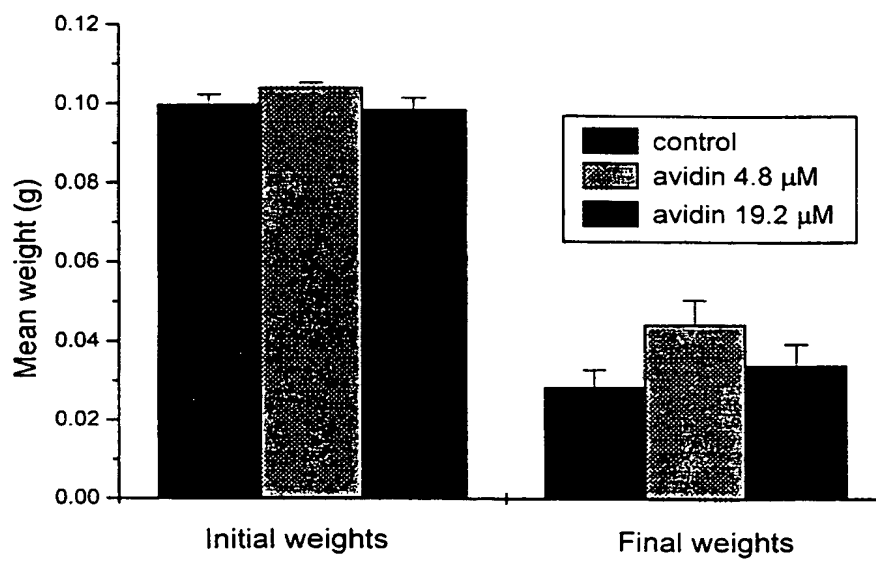 0.12
0.10
0.08
0.06
0.04
0.02
0.00
Mean weight (g)
control
avidin 4.8 µM
avidin 19.2 µM
Initial weights
Final weights